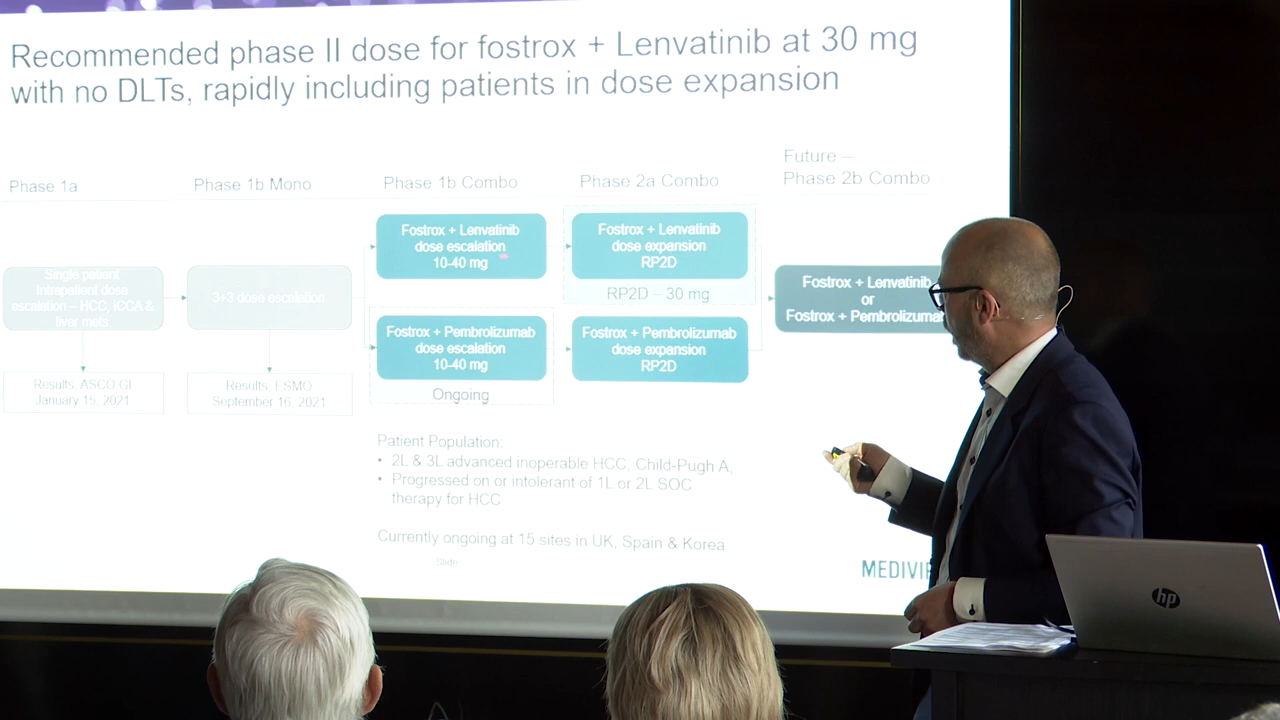 Recommended phase II dose for fostrox + Lenvatinib at 30 mg
with no DLTs, rapidly including patients in dose expansion
Phase 1a
Phase 1b Mono
Phase 1b Combo
Phase 2a Combo
Future –
Phase 2b Combo
Single patient
Intrapatient dose
escalation – HCC, iCCA &
liver mets
3+3 dose escalation
Fostrox + Lenvatinib
dose escalation
10-40 mg
Fostrox + Lenvatinib
dose expansion
RP2D
RP2D – 30 mg
Fostrox + Lenvatinib
or
Fostrox + Pembrolizumab
Fostrox + Pembrolizumab
dose escalation
10-40 mg
Ongoing
Fostrox + Pembrolizumab
dose expansion
RP2D
Results, ASCO GI
January 15, 2021
Results, ESMO
September 16, 2021
Patient Population:
• 2L & 3L advanced inoperable HCC, Child-Pugh A,
• Progressed on or intolerant of 1L or 2L SOC
therapy for HCC
Currently ongoing at 15 sites in UK, Spain & Korea
Slide
MEDIVIR
hp